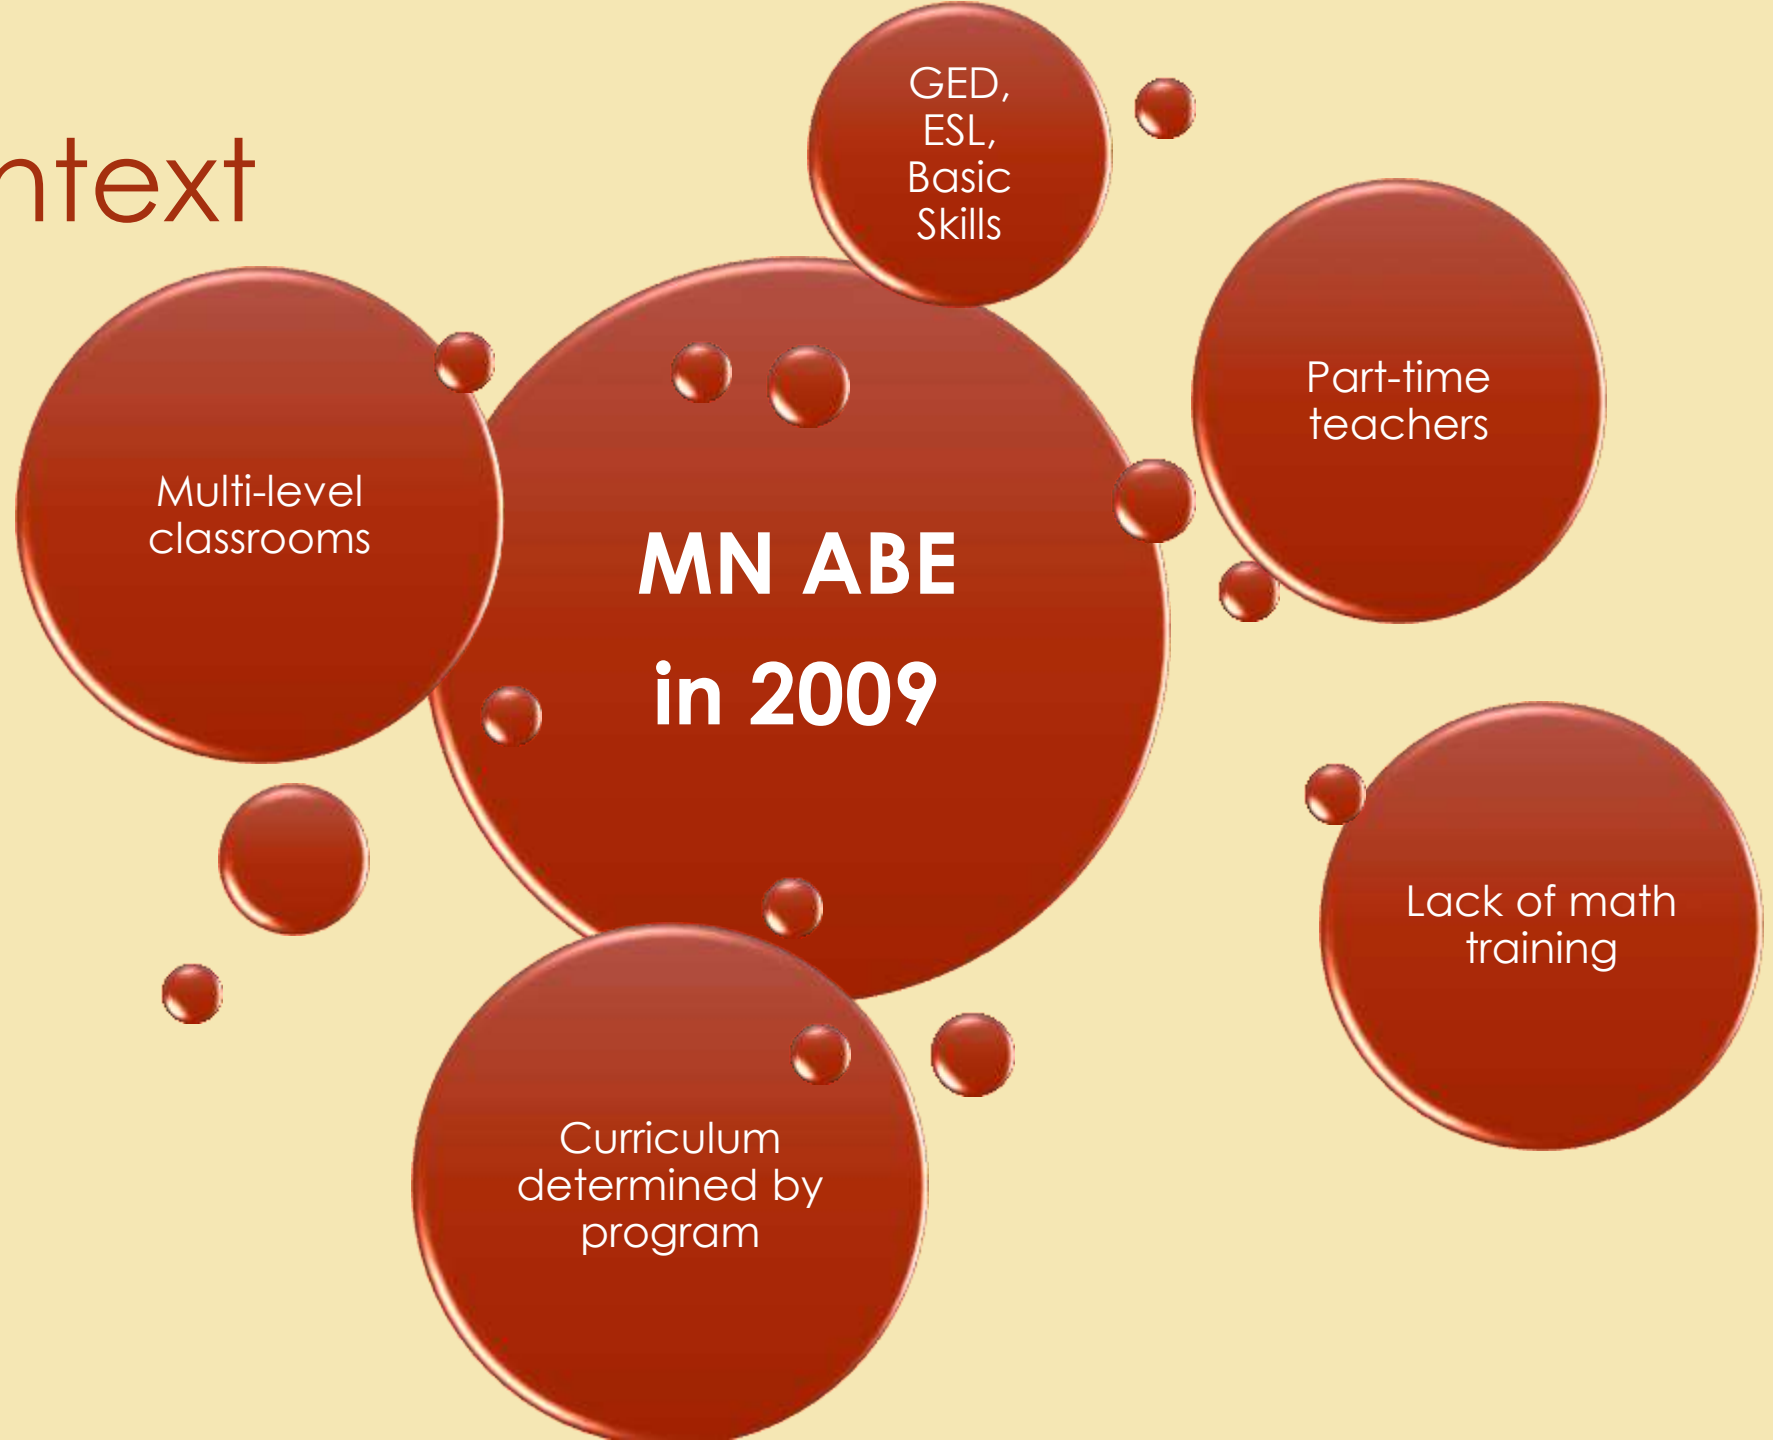 ntext
GED,
ESL,
Basic
Skills
Part-time
teachers
Multi-level
classrooms
MN ABE
in 2009
Lack of math
training
Curriculum
determined by
program